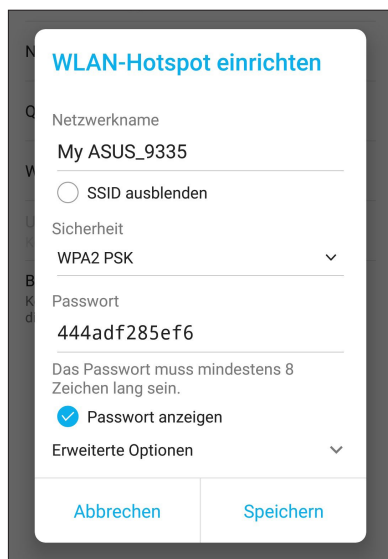 WLAN-Hotspot einrichten
Netzwerkname
My ASUS_9335
SSID ausblenden
Sicherheit
WPA2 PSK
Passwort
444adf285ef6
Das Passwort muss mindestens 8
Zeichen lang sein.
Passwort anzeigen
Erweiterte Optionen
Abbrechen
Speichern